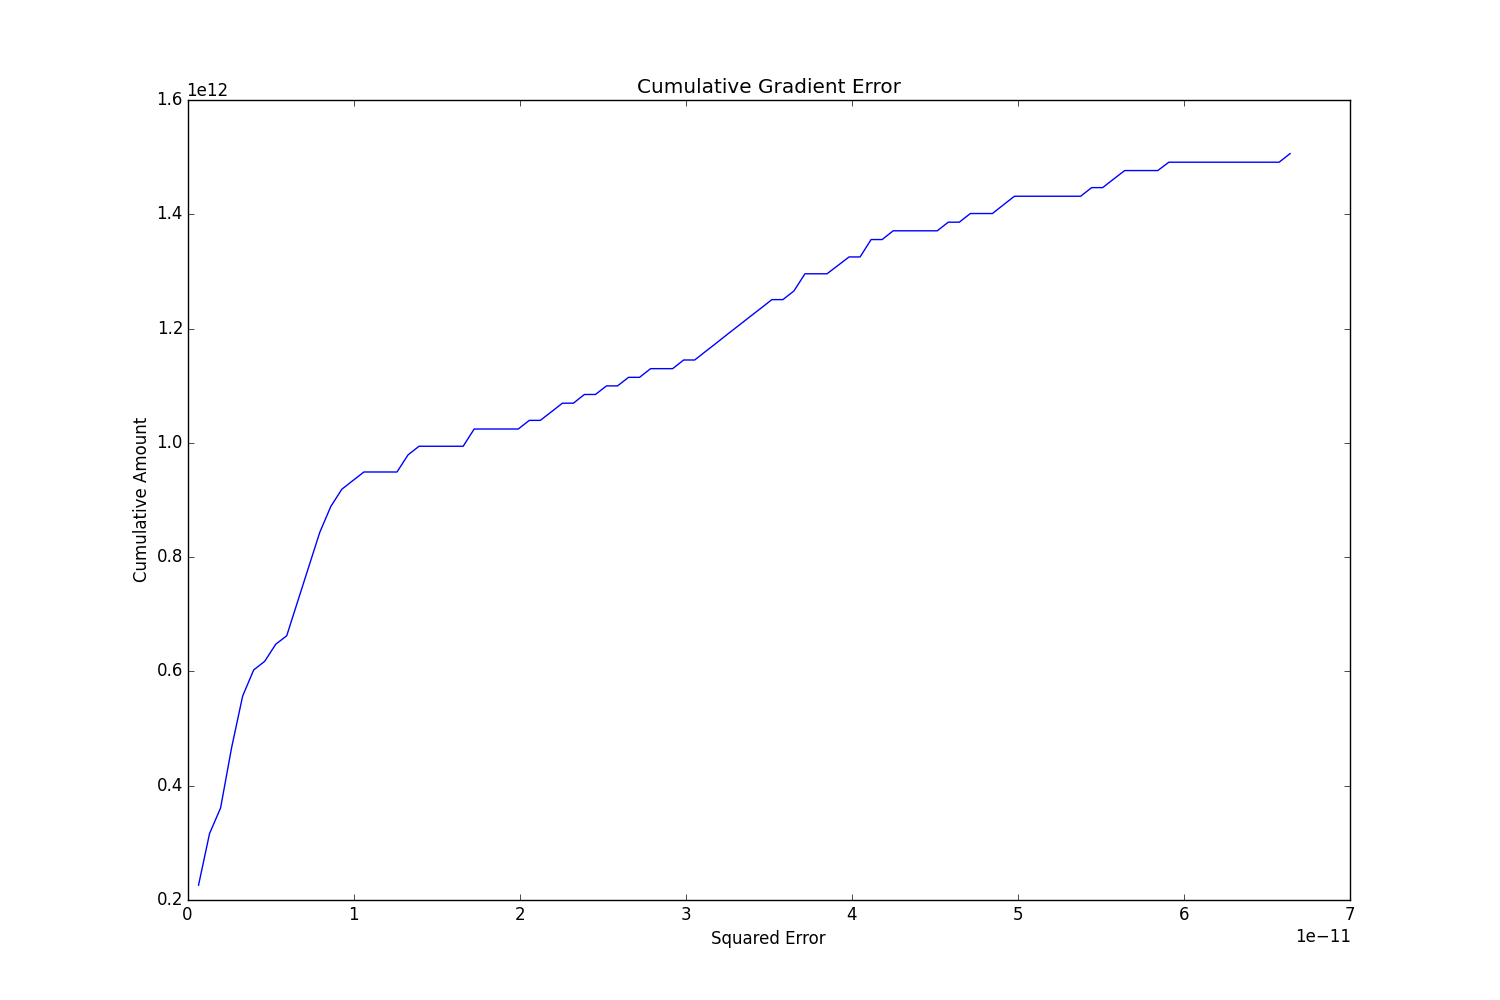 Cumulative Gradient Error
1e12
1.6
1.4
1.2
1.0
0.8
0.6
0.4
0.2
Cumulative Amount
0 1 2 3 4 5 6 7
Squared Error
1e−11